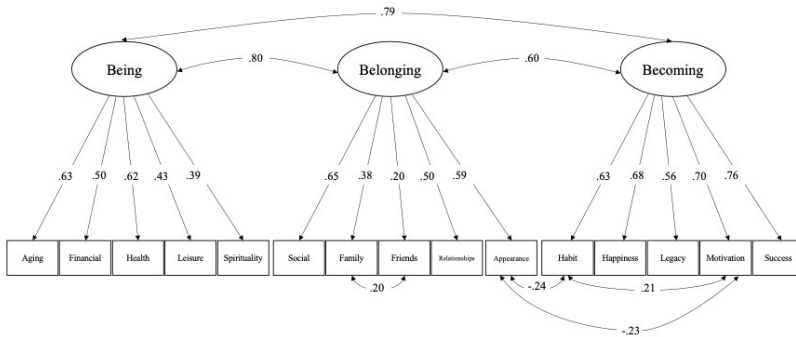 .79
Being
.80
Belonging
.60
Becoming
.63 .50 .62 .43 .39 .65 .38 .20 .50 .59 .63 .68 .56 .70 .76
Aging Financial Health Leisure Spirituality Social Family Friends Relationships Appearance Habit Happiness Legacy Motivation Success
.20 -.24 .21
-.23